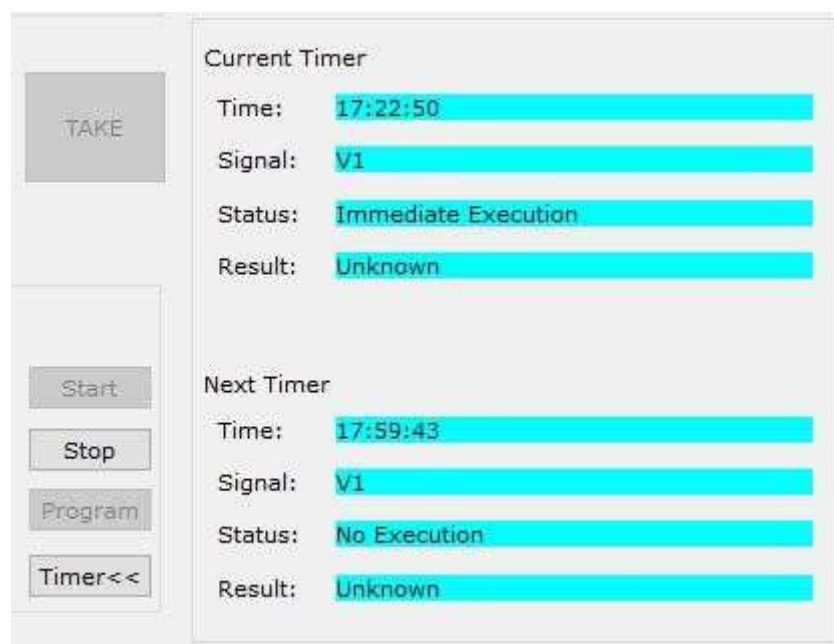 TAKE
Start
Stop
Program
Timer<<
Current Timer
Time: 17:22:50
Signal: V1
Status: Immediate Execution
Result: Unknown
Next Timer
Time: 17:59:43
Signal: V1
Status: No Execution
Result: Unknown